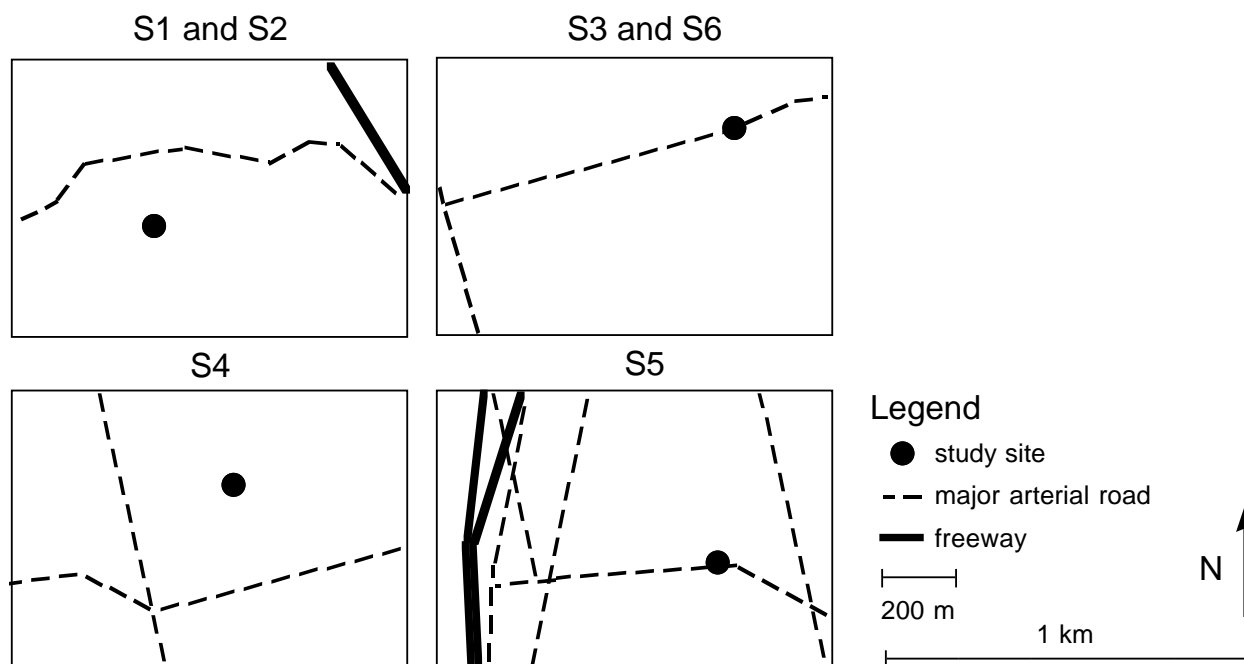 S1 and S2
S3 and S6
S4
S5
Legend
study site
major arterial road
freeway
200 m
N
1 km